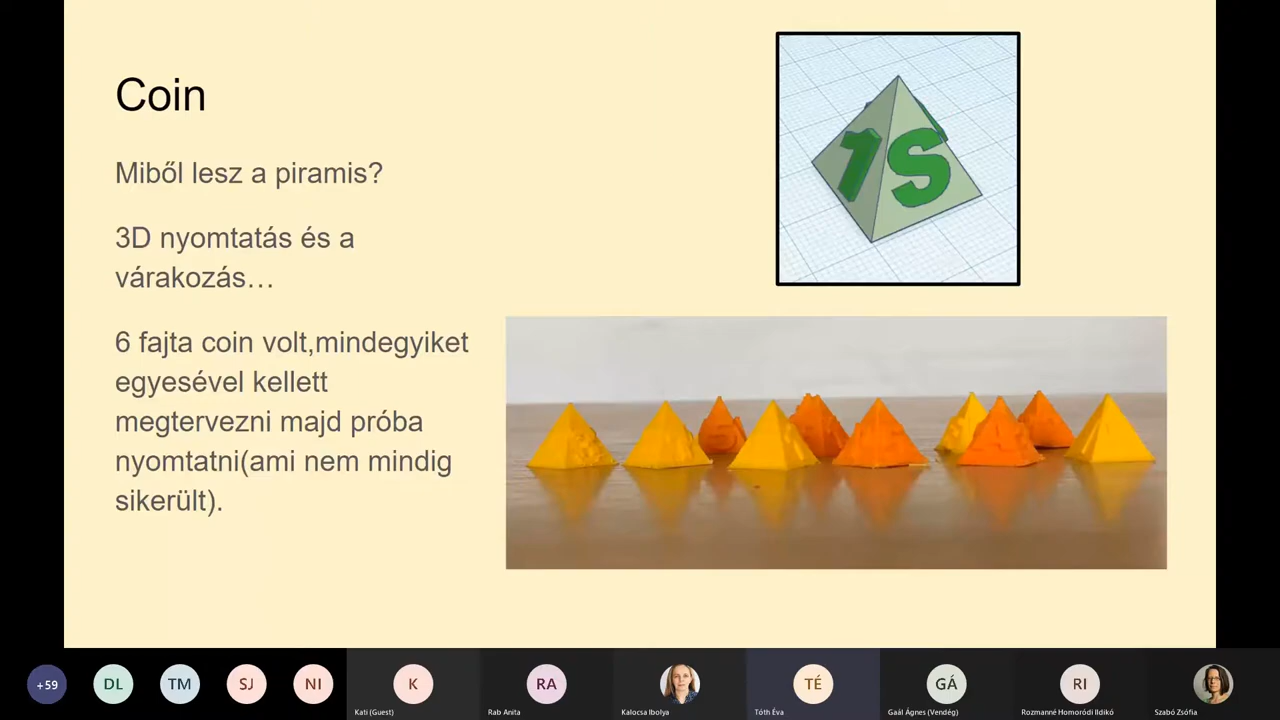 Coin
Miből lesz a piramis?
3D nyomtatás és a
várakozás…
6 fajta coin volt,mindegyiket
egyesével kellett
megtervezni majd próba
nyomtatni(ami nem mindig
sikerült).
1S
+59
DL
TM
SJ
NI
K
RA
TÉ
GÁ
RI
Kati (Guest)
Rab Anita
Kalocsa Ibolya
Tóth Éva
Gaál Ágnes (Vendég)
Rozmanné Homoródi Ildikó
Szabó Zsófia